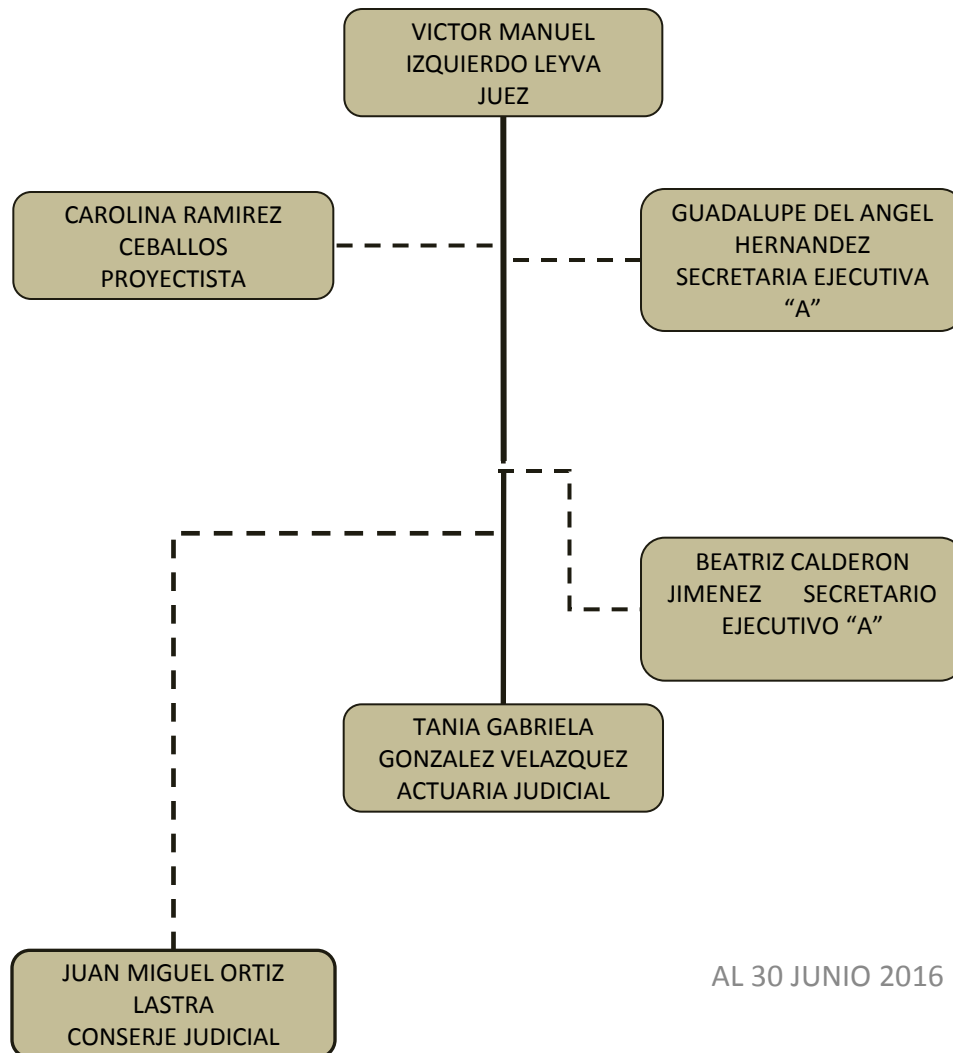 VICTOR MANUEL
IZQUIERDO LEYVA
JUEZ
CAROLINA RAMIREZ
CEBALLOS
PROYECTISTA
GUADALUPE DEL ANGEL
HERNANDEZ
SECRETARIA EJECUTIVA
“A”
BEATRIZ CALDERON
JIMENEZ SECRETARIO
EJECUTIVO “A”
TANIA GABRIELA
GONZALEZ VELAZQUEZ
ACTUARIA JUDICIAL
JUAN MIGUEL ORTIZ
LASTRA
CONSERJE JUDICIAL
AL 30 JUNIO 2016